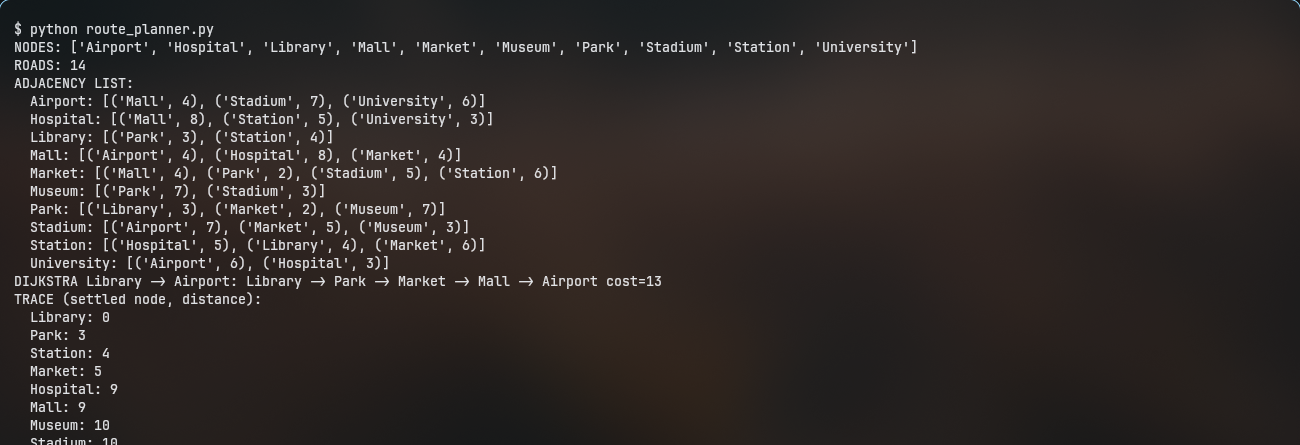 $ python route_planner.py
NODES: ['Airport', 'Hospital', 'Library', 'Mall', 'Market', 'Museum', 'Park', 'Stadium', 'Station', 'University']
ROADS: 14
ADJACENCY LIST:
  Airport: [('Mall', 4), ('Stadium', 7), ('University', 6)]
  Hospital: [('Mall', 8), ('Station', 5), ('University', 3)]
  Library: [('Park', 3), ('Station', 4)]
  Mall: [('Airport', 4), ('Hospital', 8), ('Market', 4)]
  Market: [('Mall', 4), ('Park', 2), ('Stadium', 5), ('Station', 6)]
  Museum: [('Park', 7), ('Stadium', 3)]
  Park: [('Library', 3), ('Market', 2), ('Museum', 7)]
  Stadium: [('Airport', 7), ('Market', 5), ('Museum', 3)]
  Station: [('Hospital', 5), ('Library', 4), ('Market', 6)]
  University: [('Airport', 6), ('Hospital', 3)]
DIJKSTRA Library -> Airport: Library -> Park -> Market -> Mall -> Airport cost=13
TRACE (settled node, distance):
  Library: 0
  Park: 3
  Station: 4
  Market: 5
  Hospital: 9
  Mall: 9
  Museum: 10
  Stadium: 10